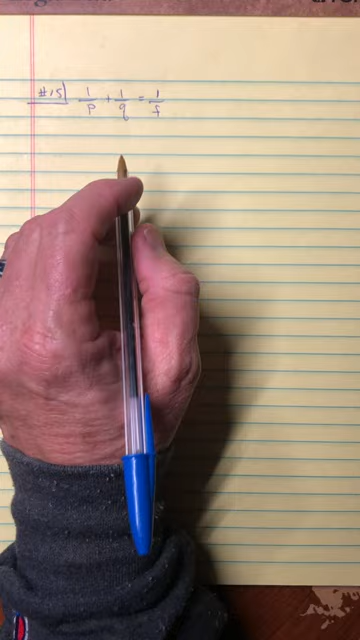 #15) 1/p + 1/q = 1/f